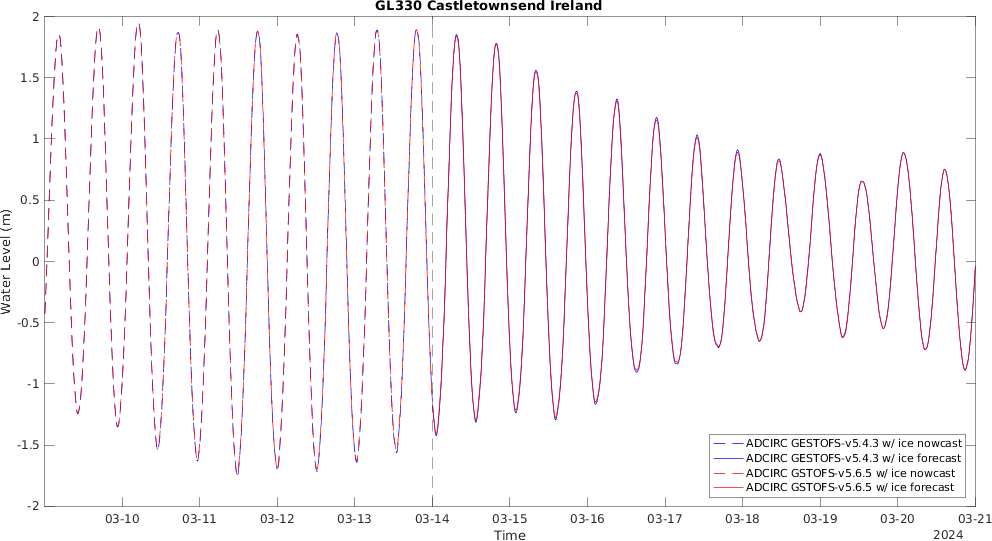 GL330 Castletownsend Ireland
Water Level (m)
2
1.5
1
0.5
0
-0.5
-1
-1.5
-2
ADCIRC GESTOFS-v5.4.3 w/ ice nowcast
ADCIRC GESTOFS-v5.4.3 w/ ice forecast
ADCIRC GSTOFS-v5.6.5 w/ ice nowcast
ADCIRC GSTOFS-v5.6.5 w/ ice forecast
03-10 03-11 03-12 03-13 03-14 03-15 03-16 03-17 03-18 03-19 03-20 03-21
Time 2024